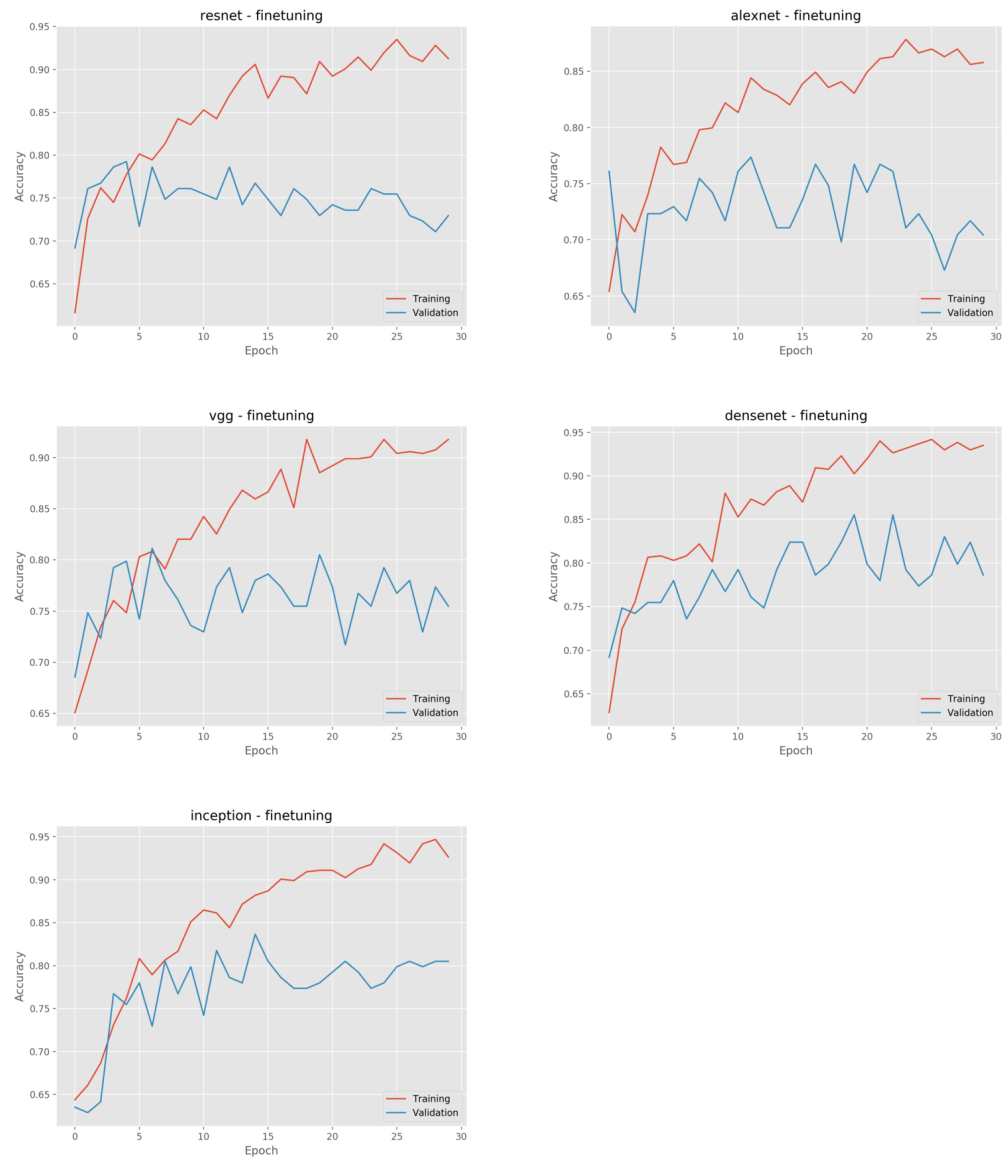 resnet - finetuning
0.95
0.90
0.85
0.80
0.75
0.70
0.65
Accuracy
Training
Validation
0 5 10 15 20 25 30
Epoch
alexnet - finetuning
0.85
0.80
0.75
0.70
0.65
Accuracy
Training
Validation
0 5 10 15 20 25 30
Epoch
vgg - finetuning
0.90
0.85
0.80
0.75
0.70
0.65
Accuracy
Training
Validation
0 5 10 15 20 25 30
Epoch
densenet - finetuning
0.95
0.90
0.85
0.80
0.75
0.70
0.65
Accuracy
Training
Validation
0 5 10 15 20 25 30
Epoch
inception - finetuning
0.95
0.90
0.85
0.80
0.75
0.70
0.65
Accuracy
Training
Validation
0 5 10 15 20 25 30
Epoch